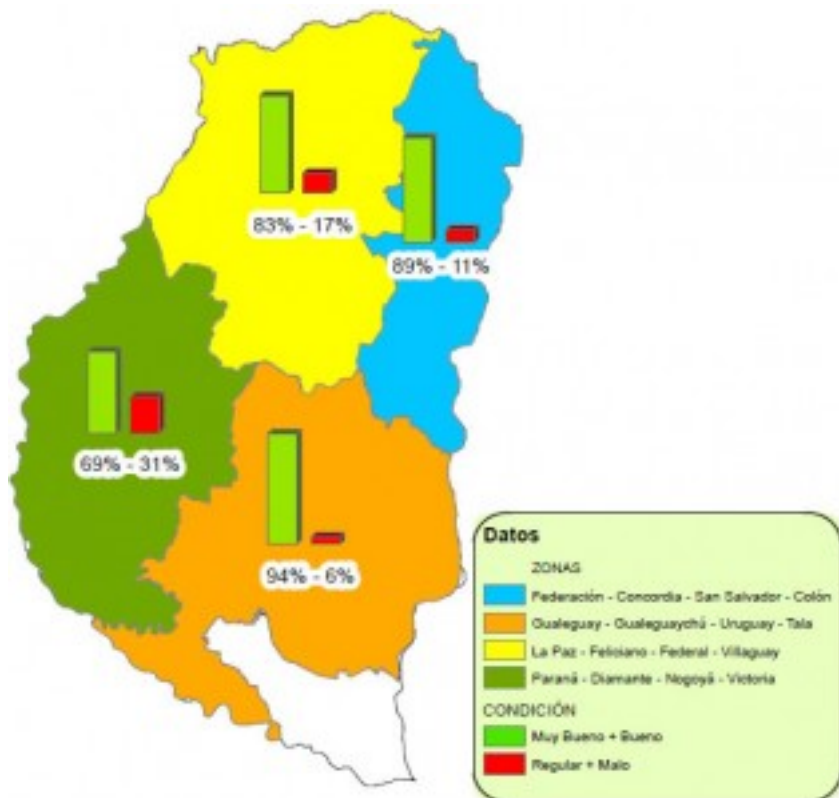 83% - 17%
89% - 11%
69% - 31%
94% - 6%
Datos
ZONAS
Federación - Concordia - San Salvador - Colón
Gualeguay - Gualeguaychú - Uruguay - Tala
La Paz - Feliciano - Federal - Villaguay
Paraná - Diamante - Nogoyá - Victoria
CONDICIÓN
Muy Bueno + Bueno
Regular + Malo